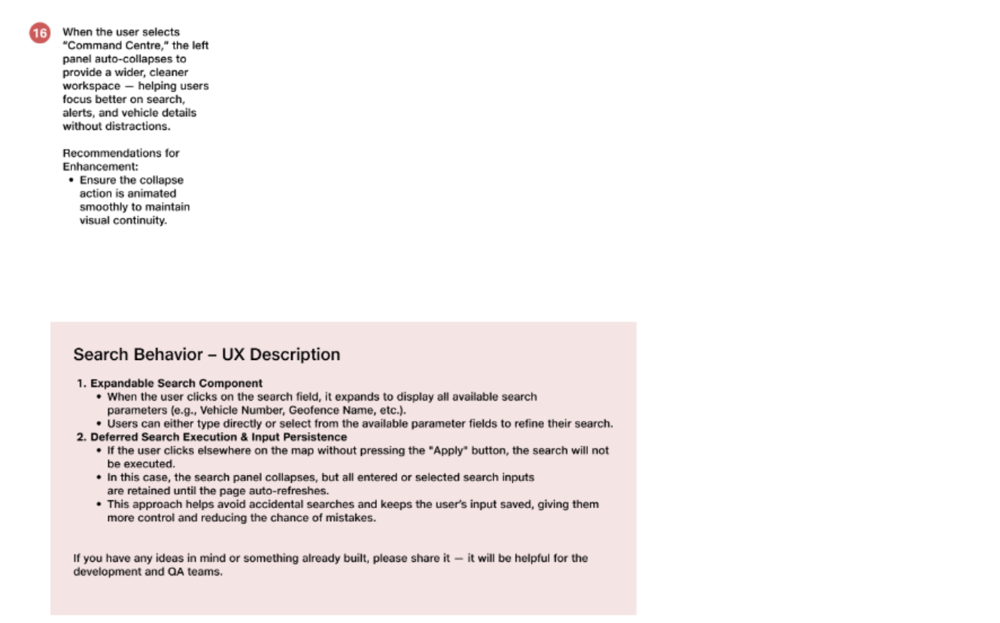 16
When the user selects
“Command Centre,” the left
panel auto-collapses to
provide a wider, cleaner
workspace — helping users
focus better on search,
alerts, and vehicle details
without distractions.
Recommendations for
Enhancement:
• Ensure the collapse
action is animated
smoothly to maintain
visual continuity.
Search Behavior – UX Description
1. Expandable Search Component
• When the user clicks on the search field, it expands to display all available search
parameters (e.g., Vehicle Number, Geofence Name, etc.).
• Users can either type directly or select from the available parameter fields to refine their search.
2. Deferred Search Execution & Input Persistence
• If the user clicks elsewhere on the map without pressing the "Apply" button, the search will not
be executed.
• In this case, the search panel collapses, but all entered or selected search inputs
are retained until the page auto-refreshes.
• This approach helps avoid accidental searches and keeps the user’s input saved, giving them
more control and reducing the chance of mistakes.
If you have any ideas in mind or something already built, please share it — it will be helpful for the
development and QA teams.